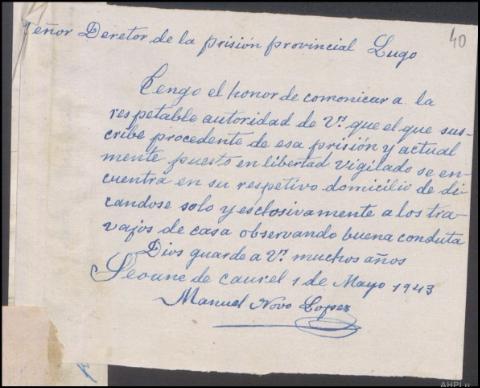 40
Señor Deretor de la prisión provincial Lugo
Tengo el honor de comonicar a la
respetable autoridad de Vª. que el que sus-
cribe procedente de esa prisión y actual
mente puesto en libertad vigilado se en-
cuentra en su respetivo domicilio de di-
candose solo y esclosivamente a los tra-
vajos de casa observando buena conduta
Dios guarde a Vª. muchos años
Seoane de Caurel 1 de Mayo 1943
Manuel Novo Lopez
AHPL